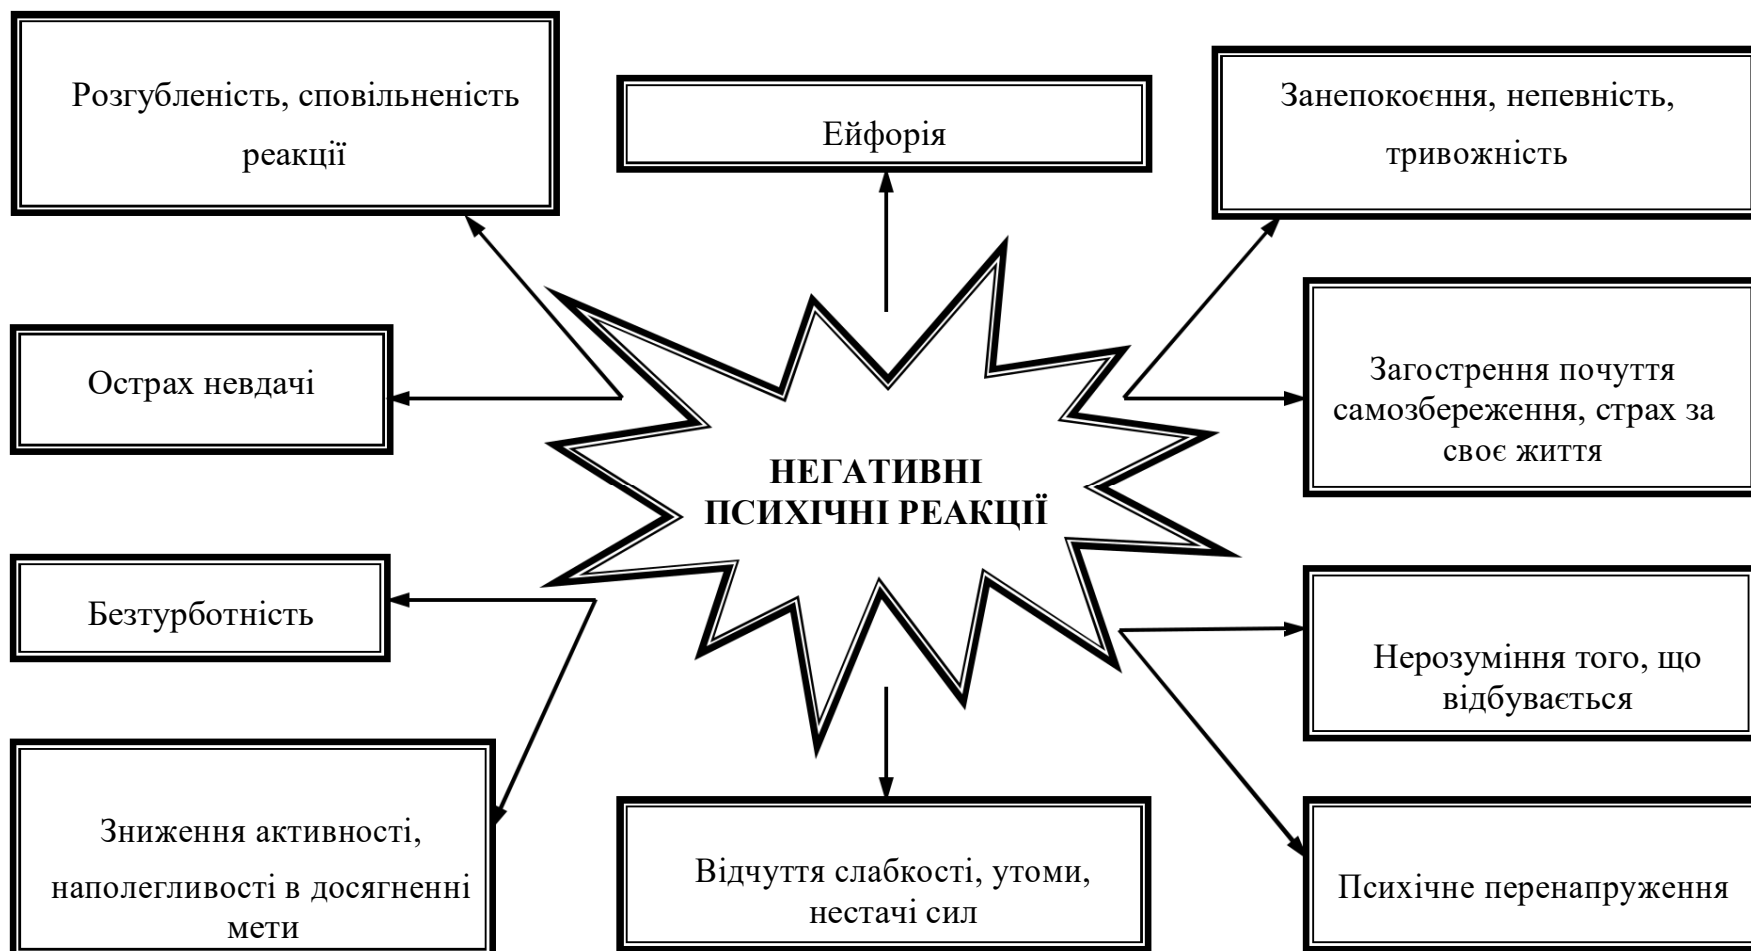 Розгубленість, сповільненість
реакції
Ейфорія
Занепокоєння, непевність,
тривожність
Острах невдачі
Загострення почуття
самозбереження, страх за
своє життя
НЕГАТИВНІ
ПСИХІЧНІ РЕАКЦІЇ
Безтурботність
Нерозуміння того, що
відбувається
Зниження активності,
наполегливості в досягненні
мети
Відчуття слабкості, утоми,
нестачі сил
Психічне перенапруження